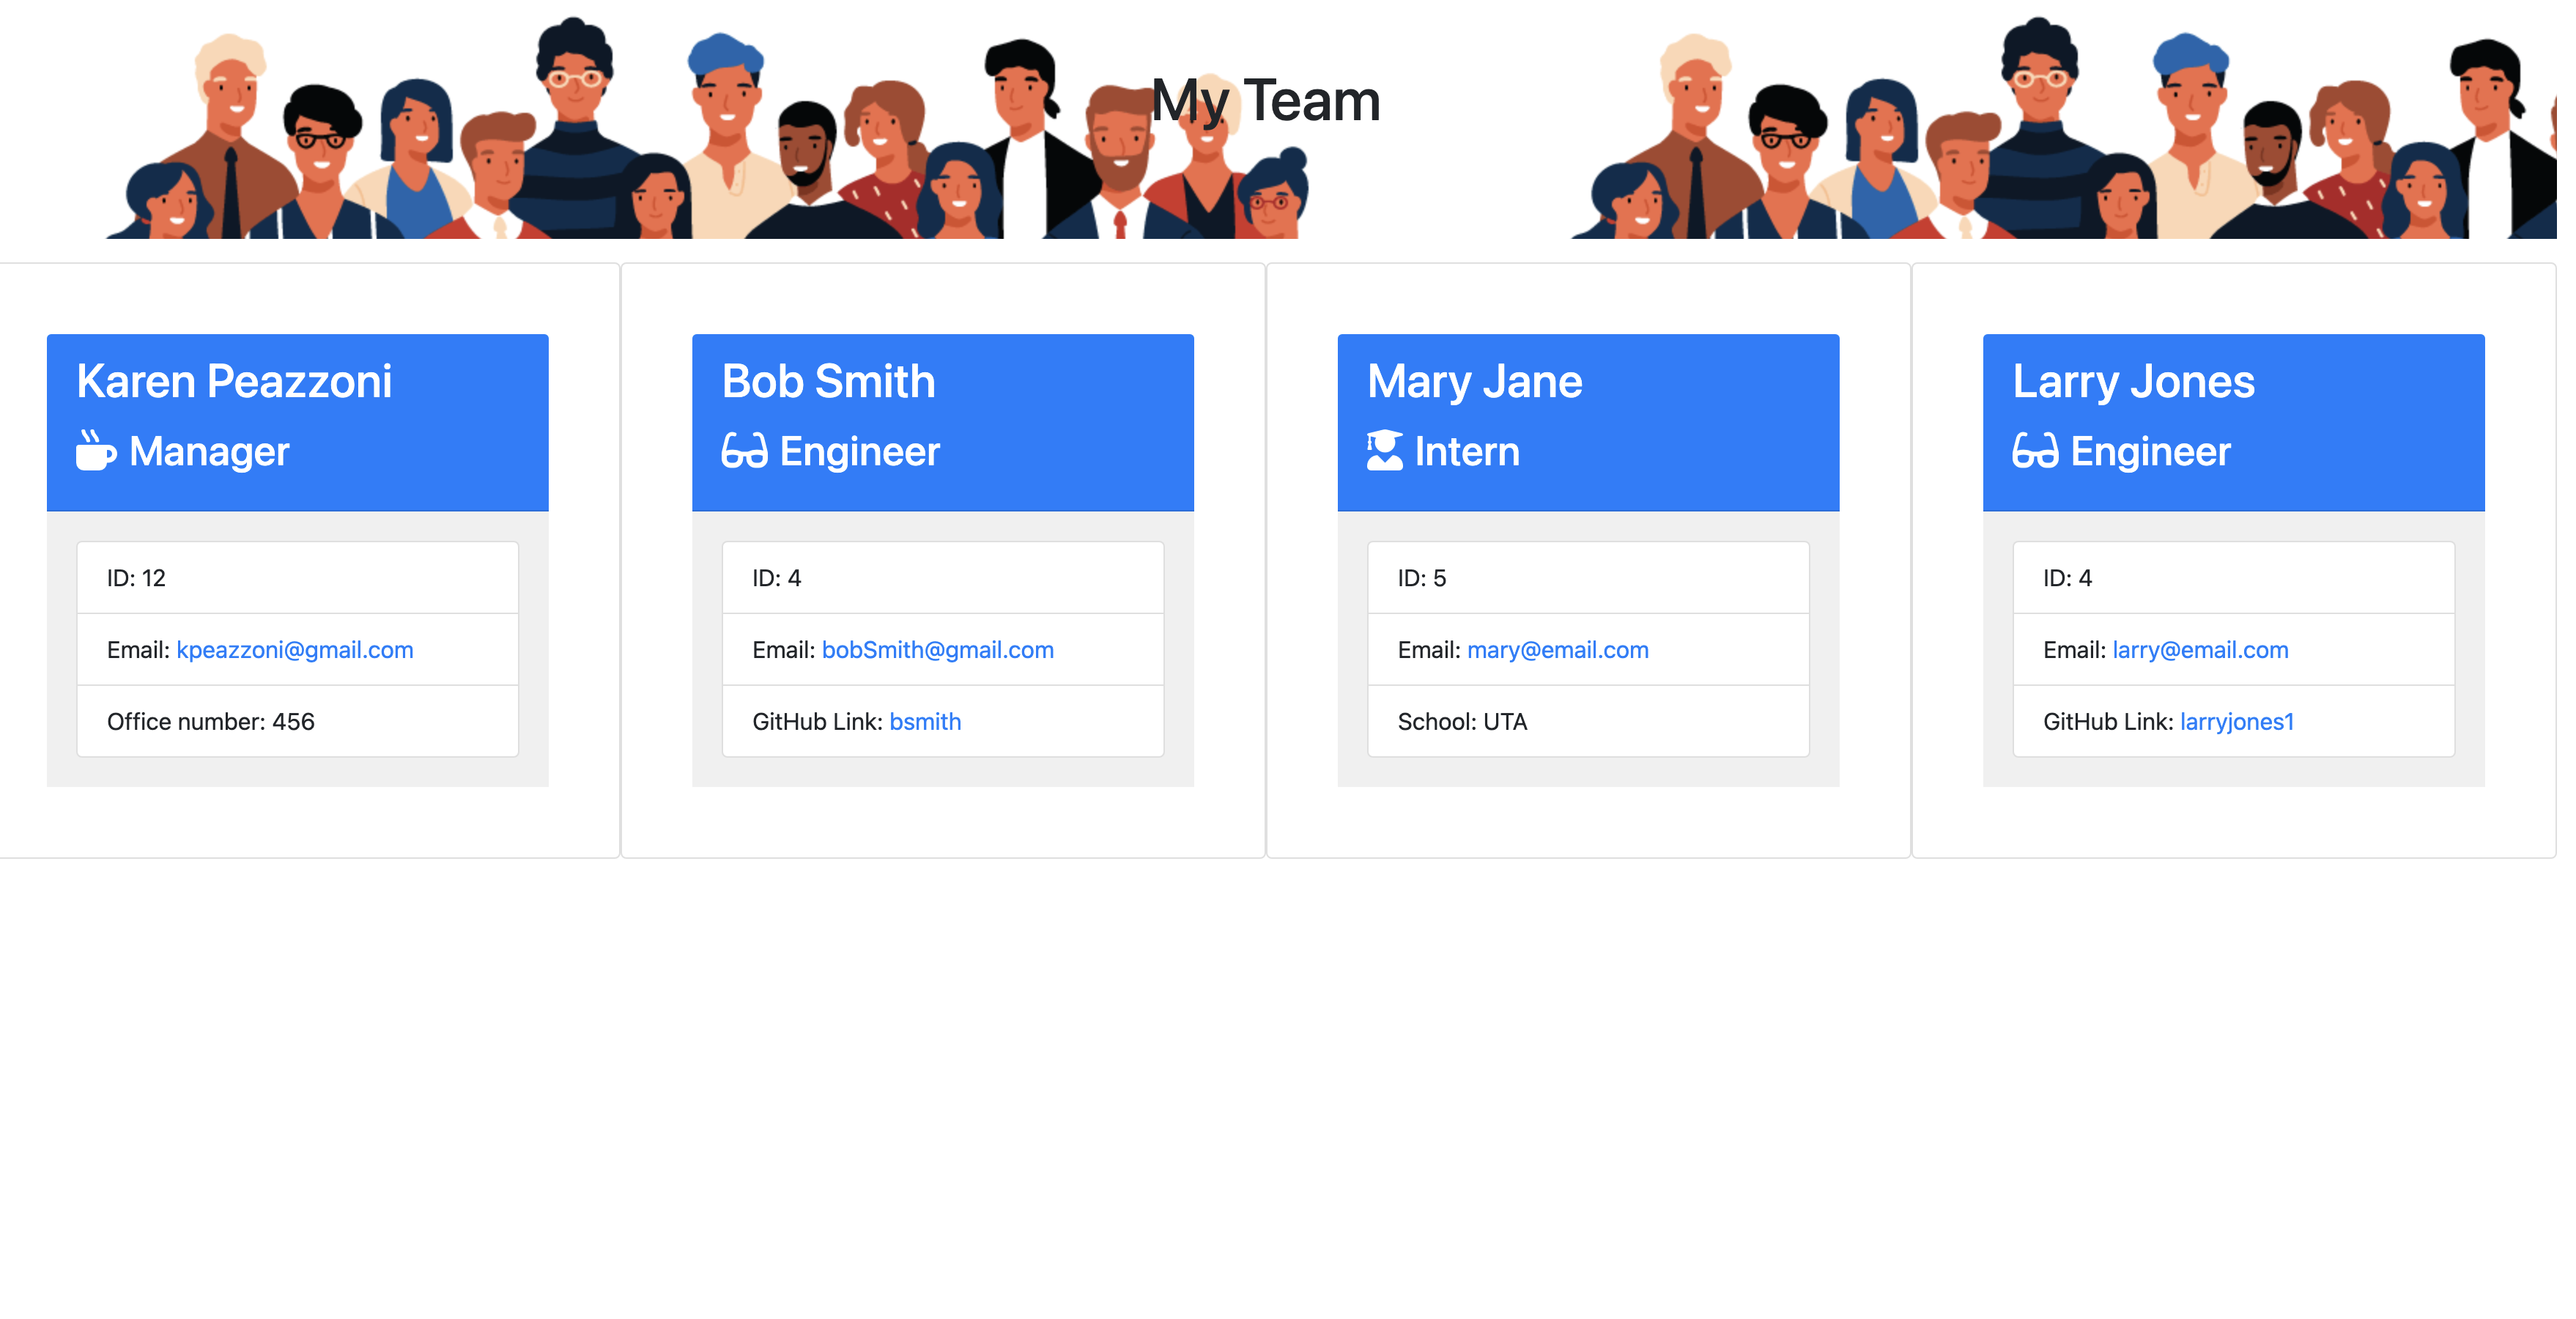 My Team
Karen Peazzoni
Manager
ID: 12
Email: kpeazzoni@gmail.com
Office number: 456
Bob Smith
Engineer
ID: 4
Email: bobSmith@gmail.com
GitHub Link: bsmith
Mary Jane
Intern
ID: 5
Email: mary@email.com
School: UTA
Larry Jones
Engineer
ID: 4
Email: larry@email.com
GitHub Link: larryjones1